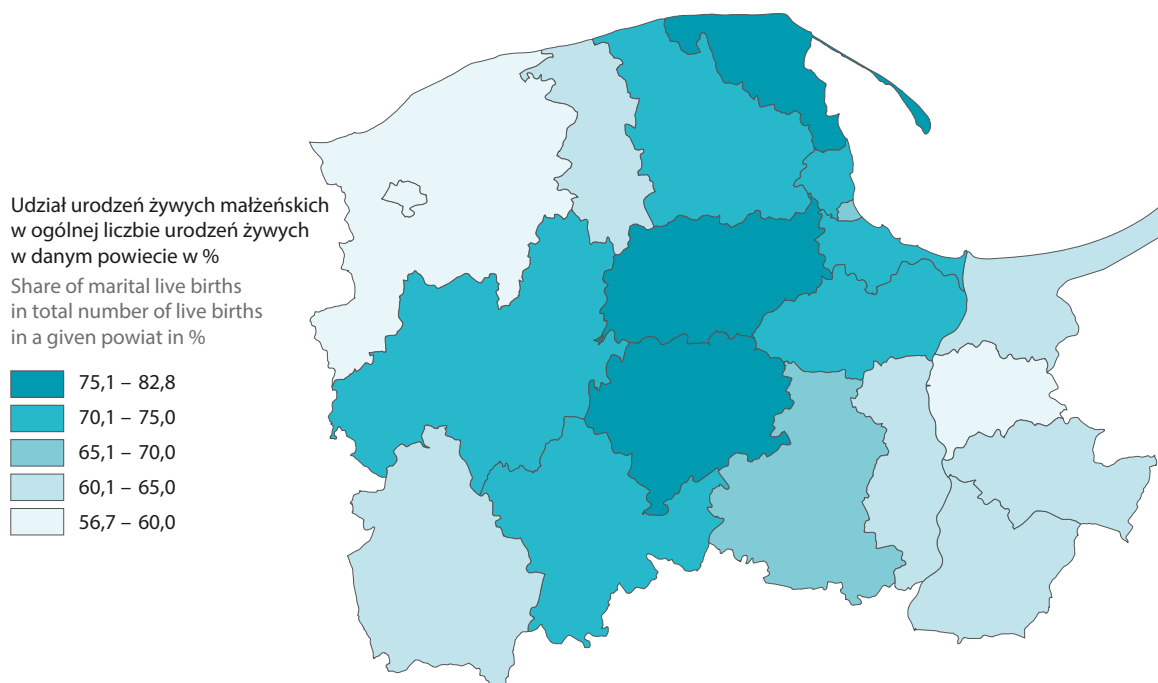 Udział urodzeń żywych małżeńskich
w ogólnej liczbie urodzeń żywych
w danym powiecie w %
Share of marital live births
in total number of live births
in a given powiat in %
75,1 – 82,8
70,1 – 75,0
65,1 – 70,0
60,1 – 65,0
56,7 – 60,0